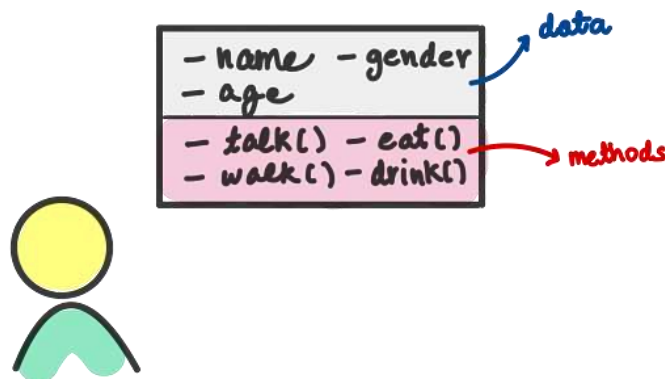 data
- name - gender
- age
- talk() - eat()
methods
- walk() - drink()